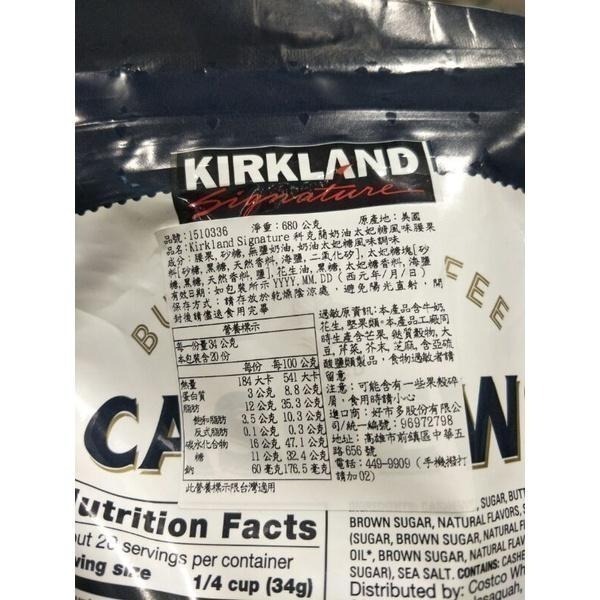 KIRKLAND
Signature
品號:1510336 淨重:680 公克 原產地:美國
品名:Kirkland Signature 科克蘭奶油太妃糖風味腰果
成分:腰果, 砂糖, 無鹽奶油, 奶油太妃糖風味調味
料[砂糖, 黑糖, 天然香料, 海鹽, 二氧化矽], 太妃糖塊[砂
糖, 黑糖, 天然香料, 鹽], 花生油, 黑糖, 太妃糖香料, 海鹽
有效日期:如包裝所示 YYYY.MM.DD (西元年/月/日)
保存方式:請存放於乾燥陰涼處,避免陽光直射,開
封後請儘速食用完畢
營養標示
每一份量34公克
本包裝含20份
每份 每100公克
熱量 184 大卡 541 大卡
蛋白質 3 公克 8.8 公克
脂肪 12 公克 35.3 公克
飽和脂肪 3.5 公克 10.3 公克
反式脂肪 0.1 公克 0.3 公克
碳水化合物 16 公克 47.1 公克
糖 11 公克 32.4 公克
鈉 60 毫克 176.5 毫克
此營養標示限台灣適用
過敏原資訊:本產品含牛奶,
花生, 堅果類。本產品工廠同
時生產含芒果, 麩質穀物, 大
豆, 芹菜, 芥末, 芝麻, 含亞硫
酸鹽類製品, 食物過敏者請
留意
注意:可能含有一些果殼碎
屑,食用時請小心
進口商:好市多股份有限公
司/統一編號:96972798
地址:高雄市前鎮區中華五
路 656 號
電話:449-9909 (手機撥打
請加02)
BU
FEE
CA
W
Nutrition Facts
out 20 servings per container
ving size 1/4 cup (34g)
, SUGAR, BUT
BROWN SUGAR, NATURAL FLAVORS,
(SUGAR, BROWN SUGAR, NATURAL F
OIL*, BROWN SUGAR, NATURAL FLA
SUGAR), SEA SALT. CONTAINS: CASHE
Distributed by: Costco Wh
Issaquah,